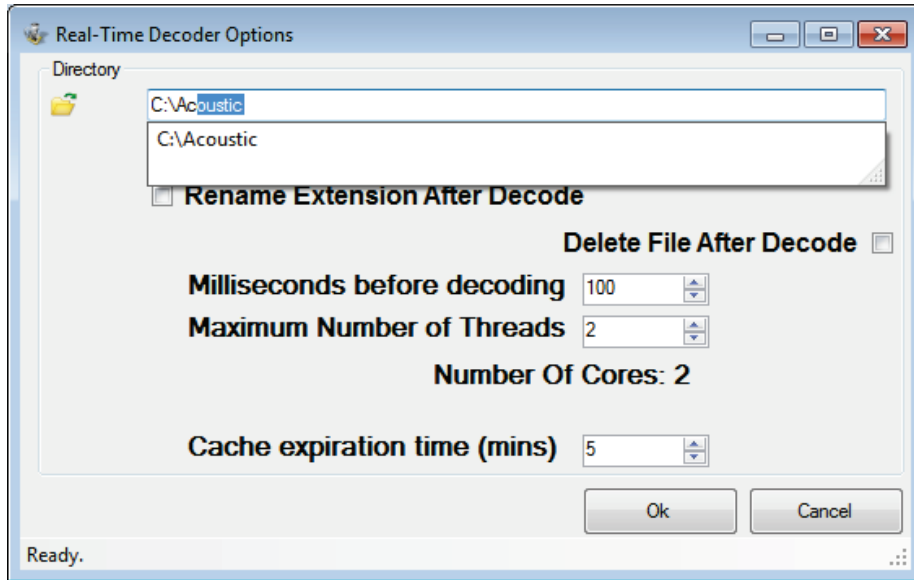 Real-Time Decoder Options
Directory
C:\Acoustic
C:\Acoustic
Rename Extension After Decode
Delete File After Decode
Milliseconds before decoding 100
Maximum Number of Threads 2
Number Of Cores: 2
Cache expiration time (mins) 5
Ok Cancel
Ready.